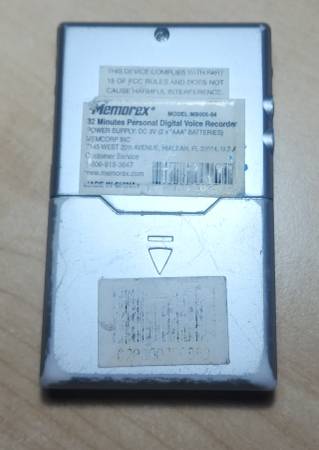 THIS DEVICE COMPLIES WITH PART
15 OF FCC RULES AND DOES NOT
CAUSE HARMFUL INTERFERENCE.
Memorex®
MODEL:
32 Minutes Personal Digital Voice Recorder
POWER SUPPLY: DC 3V (2 x "AAA" BATTERIES)
MEMCORP INC
7145 WEST 20th AVENUE, HIALEAH, FL 33014, U.S.A
Customer Service
www.memorex.com
MADE IN CHINA